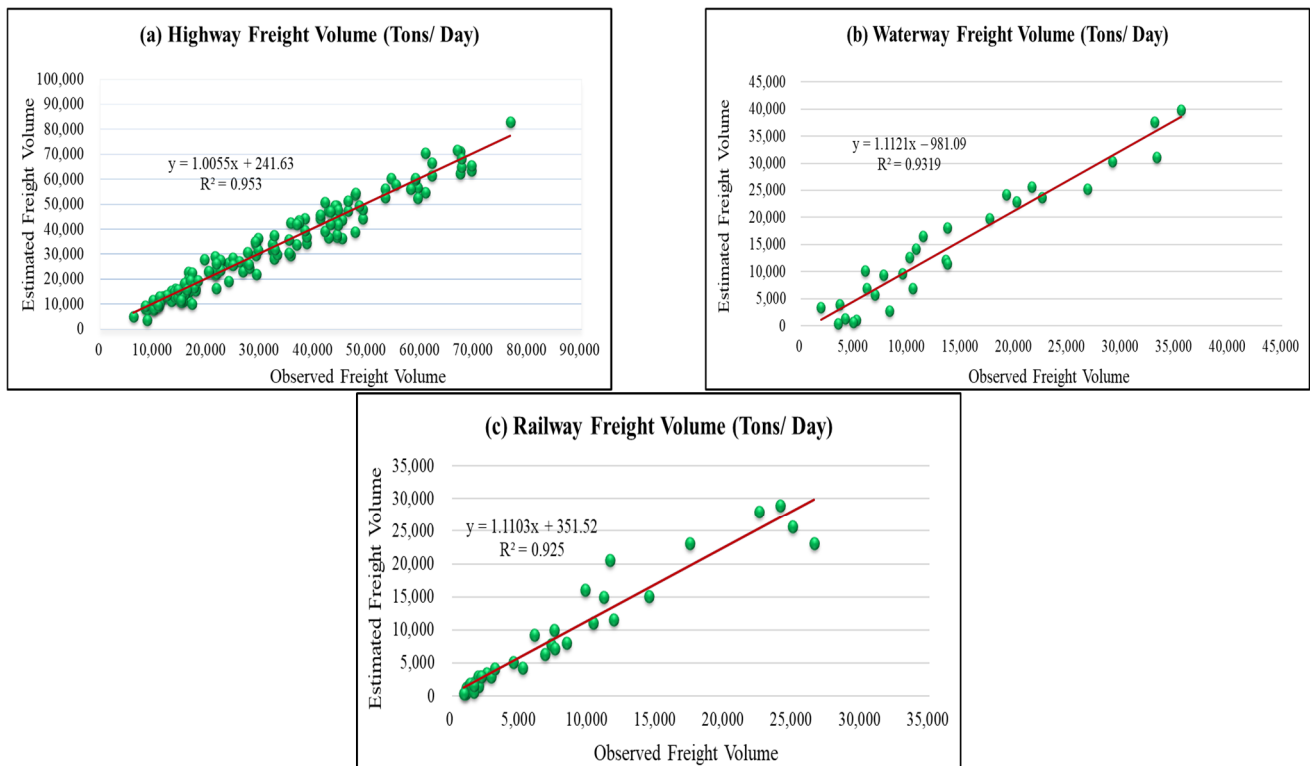 (a) Highway Freight Volume (Tons/ Day)
Estimated Freight Volume
100,000
90,000
80,000
70,000
60,000
50,000
40,000
30,000
20,000
10,000
0
y = 1.0055x + 241.63
R² = 0.953
0 10,000 20,000 30,000 40,000 50,000 60,000 70,000 80,000 90,000
Observed Freight Volume
(b) Waterway Freight Volume (Tons/ Day)
Estimated Freight Volume
45,000
40,000
35,000
30,000
25,000
20,000
15,000
10,000
5,000
0
y = 1.1121x – 981.09
R² = 0.9319
0 5,000 10,000 15,000 20,000 25,000 30,000 35,000 40,000 45,000
Observed Freight Volume
(c) Railway Freight Volume (Tons/ Day)
Estimated Freight Volume
35,000
30,000
25,000
20,000
15,000
10,000
5,000
0
y = 1.1103x + 351.52
R² = 0.925
0 5,000 10,000 15,000 20,000 25,000 30,000 35,000
Observed Freight Volume